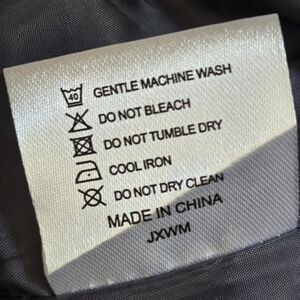 40 GENTLE MACHINE WASH
DO NOT BLEACH
DO NOT TUMBLE DRY
COOL IRON
DO NOT DRY CLEAN
MADE IN CHINA
JXWM